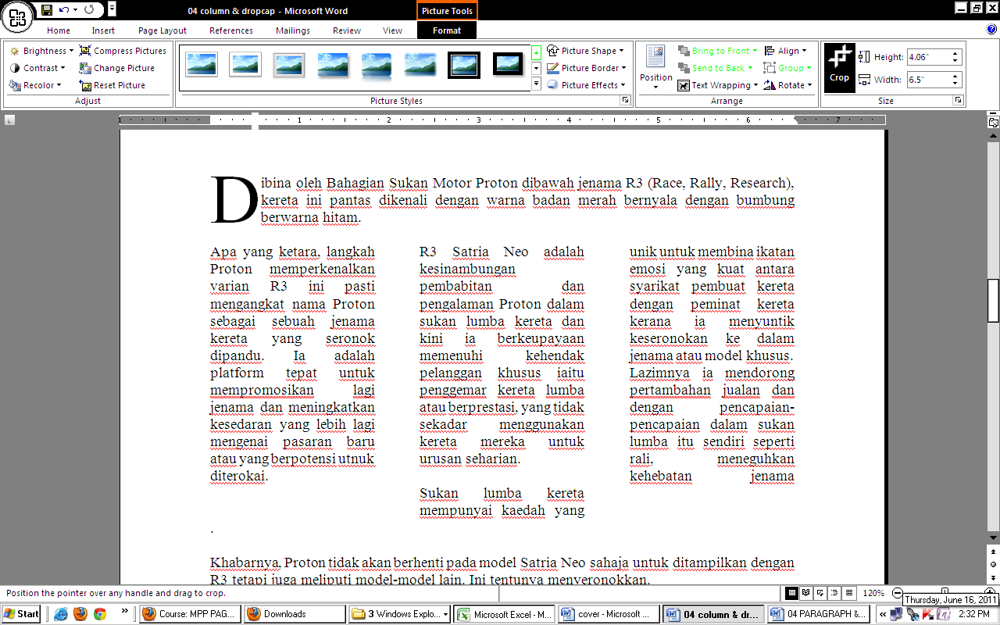 04 column & dropcap - Microsoft Word
Picture Tools
Home
Insert
Page Layout
References
Mailings
Review
View
Format
Brightness
Contrast
Recolor
Compress Pictures
Change Picture
Reset Picture
Adjust
Picture Styles
Picture Shape
Picture Border
Picture Effects
Position
Bring to Front
Send to Back
Text Wrapping
Align
Group
Rotate
Arrange
Crop
Height: 4.06"
Width: 6.5"
Size
1 1 2 3 4 5 6 7
Dibina oleh Bahagian Sukan Motor Proton dibawah jenama R3 (Race, Rally, Research),
kereta ini pantas dikenali dengan warna badan merah bernyala dengan bumbung
berwarna hitam.
Apa yang ketara, langkah
Proton memperkenalkan
varian R3 ini pasti
mengangkat nama Proton
sebagai sebuah jenama
kereta yang seronok
dipandu. Ia adalah
platform tepat untuk
mempromosikan lagi
jenama dan meningkatkan
kesedaran yang lebih lagi
mengenai pasaran baru
atau yang berpotensi utnuk
diterokai.
R3 Satria Neo adalah
kesinambungan
pembabitan dan
pengalaman Proton dalam
sukan lumba kereta dan
kini ia berkeupayaan
memenuhi kehendak
pelanggan khusus iaitu
penggemar kereta lumba
atau berprestasi, yang tidak
sekadar menggunakan
kereta mereka untuk
urusan seharian.
Sukan lumba kereta
mempunyai kaedah yang
unik untuk membina ikatan
emosi yang kuat antara
syarikat pembuat kereta
dengan peminat kereta
kerana ia menyuntik
keseronokan ke dalam
jenama atau model khusus.
Lazimnya ia mendorong
pertambahan jualan dan
dengan pencapaian-
pencapaian dalam sukan
lumba itu sendiri seperti
rali, meneguhkan
kehebatan jenama
.
Khabarnya, Proton tidak akan berhenti pada model Satria Neo sahaja untuk ditampilkan dengan
R3 tetapi juga meliputi model-model lain. Ini tentunya menyeronokkan.
Position the pointer over any handle and drag to crop.
120%
Thursday, June 16, 2011
Start
Course: MPP PAG...
Downloads
3 Windows Explo...
Microsoft Excel - M...
cover - Microsoft ...
04 column & dr...
04 PARAGRAPH &...
2:32 PM